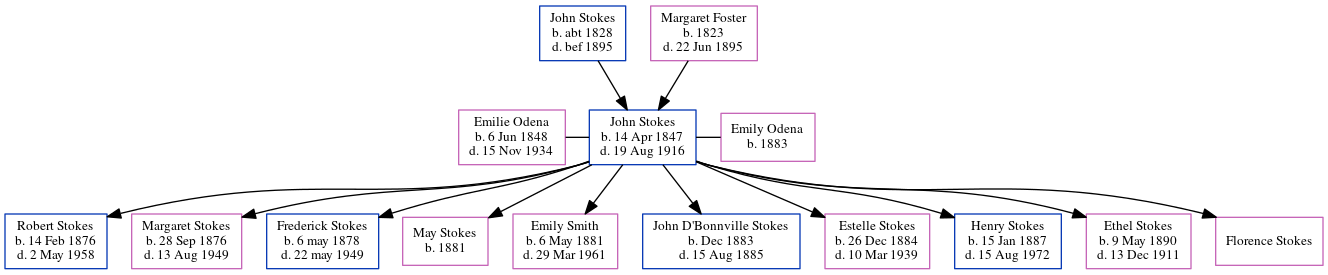 John Stokes
b. abt 1828
d. bef 1895
Margaret Foster
b. 1823
d. 22 Jun 1895
Emilie Odena
b. 6 Jun 1848
d. 15 Nov 1934
John Stokes
b. 14 Apr 1847
d. 19 Aug 1916
Emily Odena
b. 1883
Robert Stokes
b. 14 Feb 1876
d. 2 May 1958
Margaret Stokes
b. 28 Sep 1876
d. 13 Aug 1949
Frederick Stokes
b. 6 may 1878
d. 22 may 1949
May Stokes
b. 1881
Emily Smith
b. 6 May 1881
d. 29 Mar 1961
John D'Bonnville Stokes
b. Dec 1883
d. 15 Aug 1885
Estelle Stokes
b. 26 Dec 1884
d. 10 Mar 1939
Henry Stokes
b. 15 Jan 1887
d. 15 Aug 1972
Ethel Stokes
b. 9 May 1890
d. 13 Dec 1911
Florence Stokes